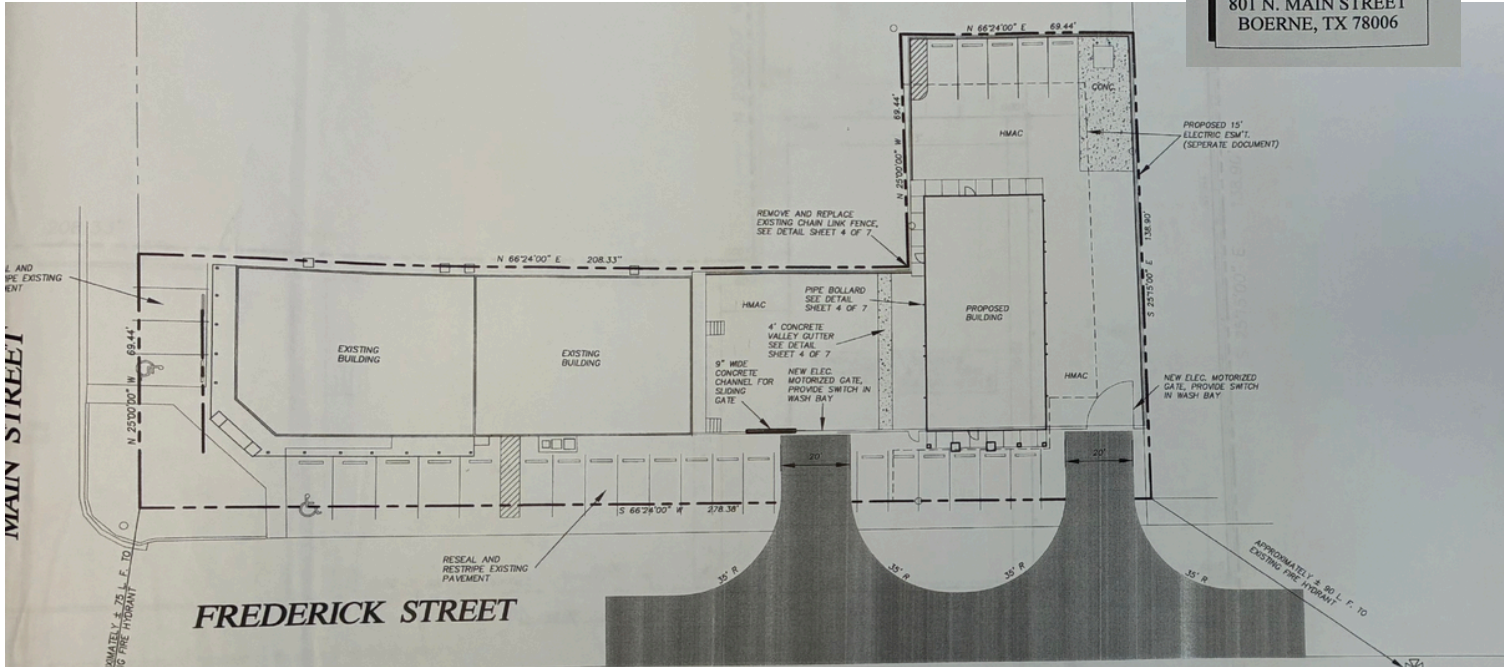 801 N. MAIN STREET
BOERNE, TX 78006
N 66°24'00" E 69.44'
CONC.
HMAC
N 25°00'00" W 69.44'
PROPOSED 15'
ELECTRIC ESM'T.
(SEPERATE DOCUMENT)
REMOVE AND REPLACE
EXISTING CHAIN LINK FENCE,
SEE DETAIL SHEET 4 OF 7
N 66°24'00" E 208.33'
S 25°15'00" E 138.90'
EXISTING
MAIN STREET
N 25°00'00" W 69.44'
EXISTING
BUILDING
EXISTING
BUILDING
HMAC
PIPE BOLLARD
SEE DETAIL
SHEET 4 OF 7
4' CONCRETE
VALLEY GUTTER
SEE DETAIL
SHEET 4 OF 7
9" WIDE
CONCRETE
CHANNEL FOR
SLIDING
GATE
NEW ELEC.
MOTORIZED GATE,
PROVIDE SWITCH IN
WASH BAY
PROPOSED
BUILDING
HMAC
NEW ELEC. MOTORIZED
GATE, PROVIDE SWITCH
IN WASH BAY
20'
20'
S 66°24'00" W 278.38'
RESEAL AND
RESTRIPE EXISTING
PAVEMENT
35' R
35' R
35' R
35' R
FREDERICK STREET
± 75 L. F. TO
FIRE HYDRANT
APPROXIMATELY ± 90 L. F. TO
EXISTING FIRE HYDRANT